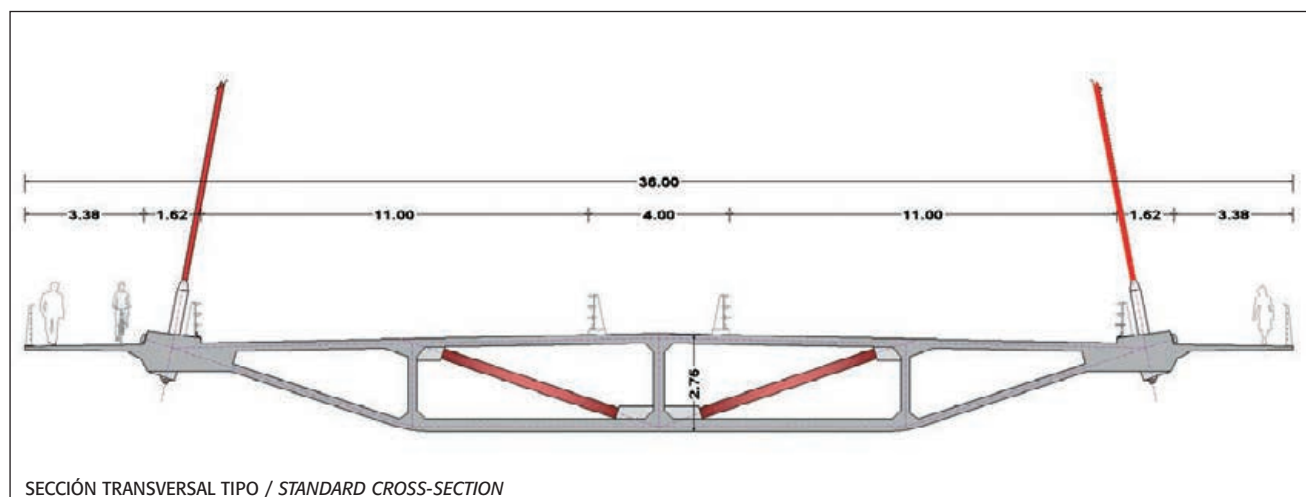 36.00
3.38 1.62 11.00 4.00 11.00 1.62 3.38
2.75
SECCIÓN TRANSVERSAL TIPO / STANDARD CROSS-SECTION